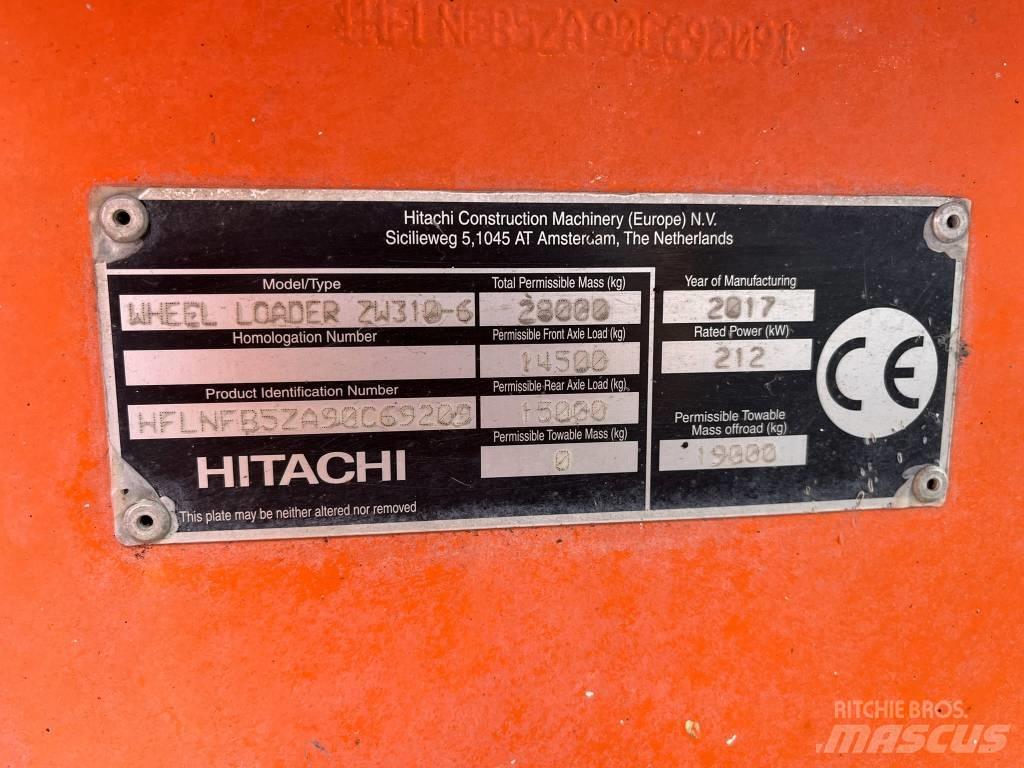 HFLNFB5ZA90C69209
Hitachi Construction Machinery (Europe) N.V.
Sicilieweg 5,1045 AT Amsterdam, The Netherlands
Model/Type
WHEEL LOADER ZW310-6
Homologation Number
Product Identification Number
HFLNFB5ZA90C69209
HITACHI
This plate may be neither altered nor removed
Total Permissible Mass (kg)
28000
Permissible Front Axle Load (kg)
14500
Permissible Rear Axle Load (kg)
15000
Permissible Towable Mass (kg)
0
Year of Manufacturing
2017
Rated Power (kW)
212
Permissible Towable
Mass offroad (kg)
19000
CE
RITCHIE BROS.
MASCUS